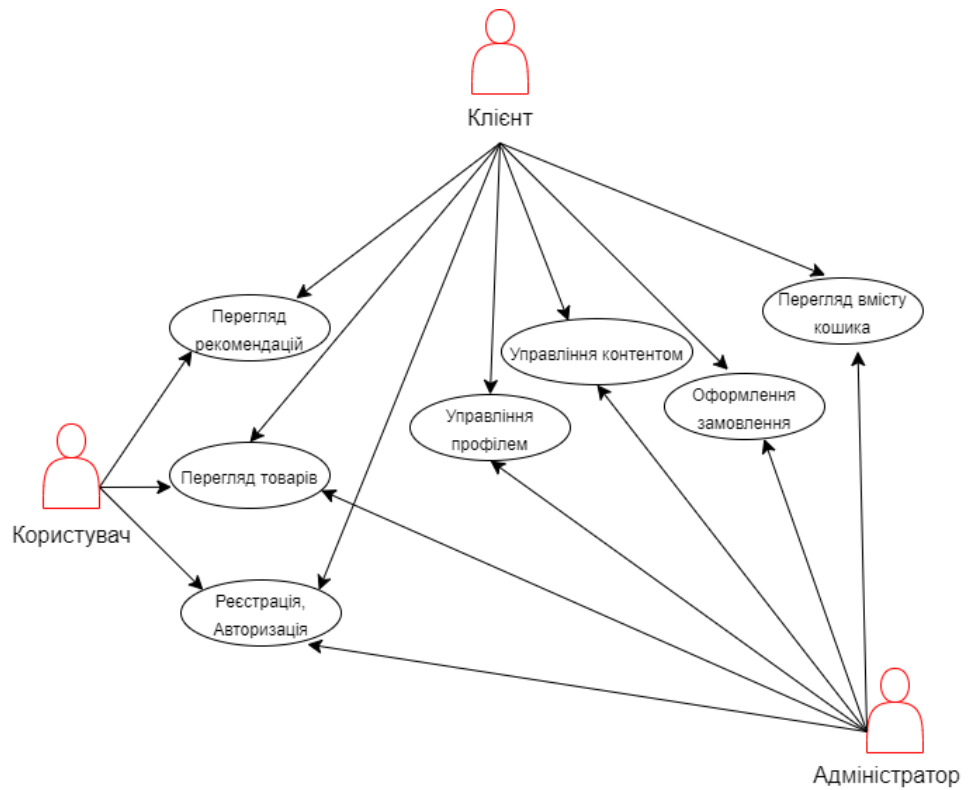 Клієнт
Перегляд
рекомендацій
Перегляд вмісту
кошика
Управління контентом
Оформлення
замовлення
Управління
профілем
Перегляд товарів
Користувач
Реєстрація,
Авторизація
Адміністратор